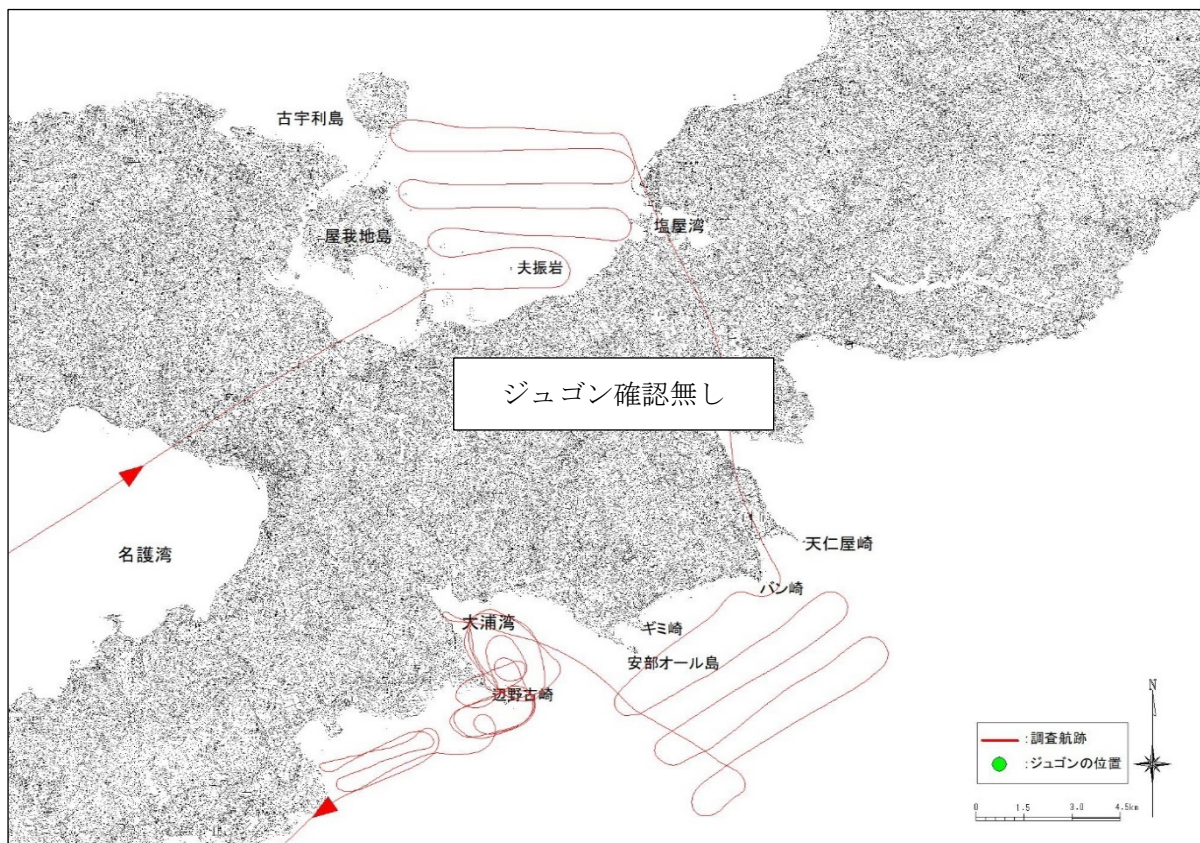 古宇利島
屋我地島
塩屋湾
夫振岩
ジュゴン確認無し
名護湾
天仁屋崎
バン崎
大浦湾
ギミ崎
安部オール島
辺野古崎
N
:調査航跡
:ジュゴンの位置
0 1.5 3.0 4.5km